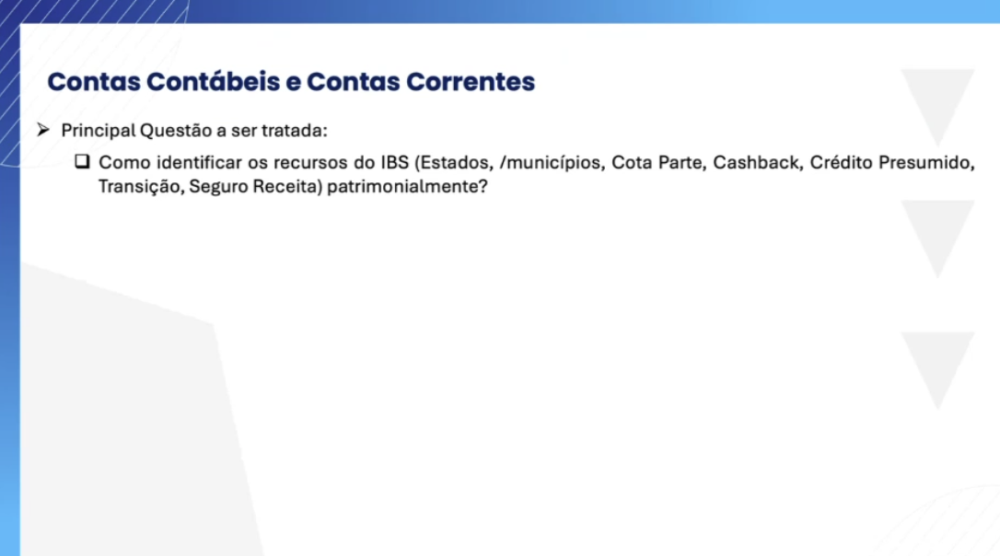 Contas Contábeis e Contas Correntes
Principal Questão a ser tratada:
Como identificar os recursos do IBS (Estados, /municípios, Cota Parte, Cashback, Crédito Presumido,
Transição, Seguro Receita) patrimonialmente?